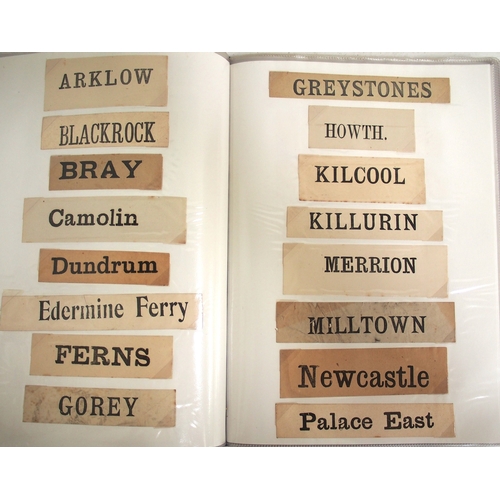 ARKLOW
BLACKROCK
BRAY
Camolin
Dundrum
Edermine Ferry
FERNS
GOREY
GREYSTONES
HOWTH.
KILCOOL
KILLURIN
MERRION
MILLTOWN
Newcastle
Palace East